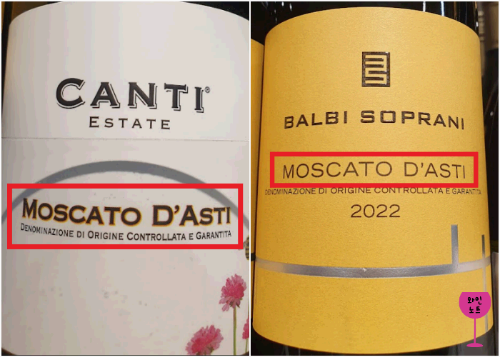 CANTI®
ESTATE
MOSCATO D'ASTI
DENOMINAZIONE DI ORIGINE CONTROLLATA E GARANTITA
BALBI SOPRANI
MOSCATO D'ASTI
DENOMINAZIONE DI ORIGINE CONTROLLATA E GARANTITA
2022
와인
노트